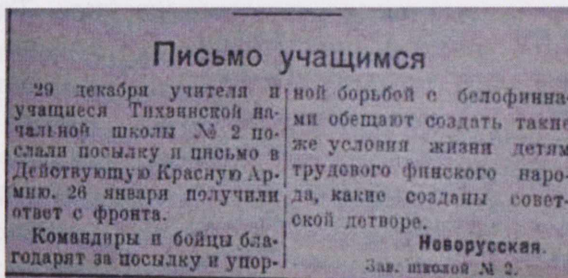 Письмо учащимся
29 декабря учителя и
учащиеся Тихвинской на-
чальной школы № 2 по-
слали посылку и письмо в
Действующую Красную Ар-
мию. 26 января получили
ответ с фронта.
Командиры и бойцы бла-
годарят за посылку и упор-
ной борьбой с белофинна-
ми обещают создать такие
же условия жизни детям
трудового финского наро-
да, какие созданы совет-
ской детворе.
Новорусская.
Зав. школой № 2.